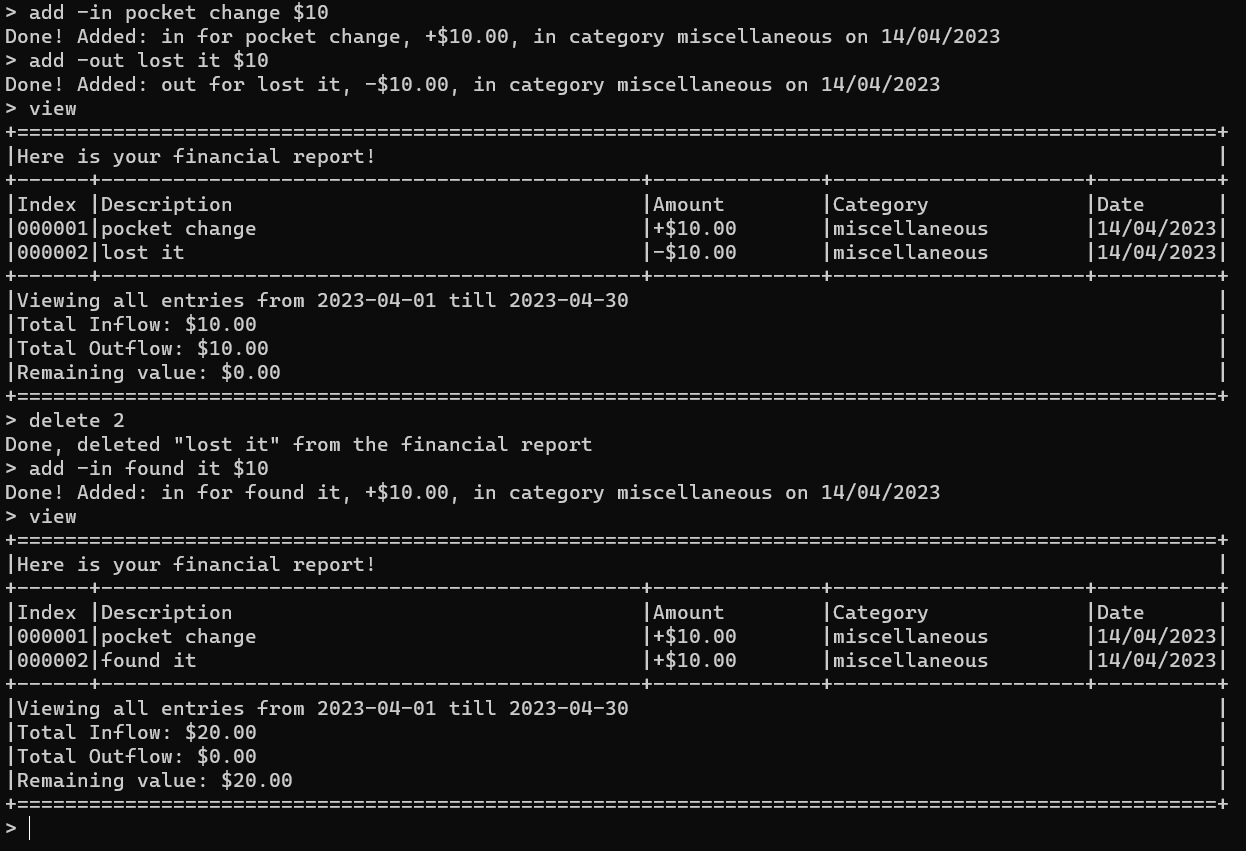 > add -in pocket change $10
Done! Added: in for pocket change, +$10.00, in category miscellaneous on 14/04/2023
> add -out lost it $10
Done! Added: out for lost it, -$10.00, in category miscellaneous on 14/04/2023
> view
+====================================================================================================+
|Here is your financial report!                                                                      |
+------+---------------------------------------------+--------------+---------------------+----------+
|Index |Description                                  |Amount        |Category             |Date      |
|000001|pocket change                                |+$10.00       |miscellaneous        |14/04/2023|
|000002|lost it                                      |-$10.00       |miscellaneous        |14/04/2023|
+------+---------------------------------------------+--------------+---------------------+----------+
|Viewing all entries from 2023-04-01 till 2023-04-30                                                 |
|Total Inflow: $10.00                                                                                |
|Total Outflow: $10.00                                                                               |
|Remaining value: $0.00                                                                              |
+====================================================================================================+
> delete 2
Done, deleted "lost it" from the financial report
> add -in found it $10
Done! Added: in for found it, +$10.00, in category miscellaneous on 14/04/2023
> view
+====================================================================================================+
|Here is your financial report!                                                                      |
+------+---------------------------------------------+--------------+---------------------+----------+
|Index |Description                                  |Amount        |Category             |Date      |
|000001|pocket change                                |+$10.00       |miscellaneous        |14/04/2023|
|000002|found it                                     |+$10.00       |miscellaneous        |14/04/2023|
+------+---------------------------------------------+--------------+---------------------+----------+
|Viewing all entries from 2023-04-01 till 2023-04-30                                                 |
|Total Inflow: $20.00                                                                                |
|Total Outflow: $0.00                                                                                |
|Remaining value: $20.00                                                                             |
+====================================================================================================+
>